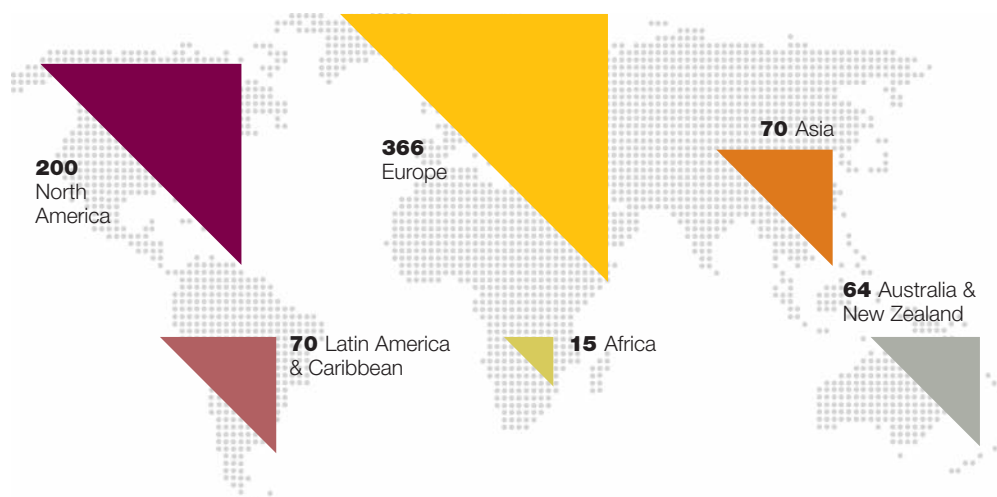 200
North
America
366
Europe
70 Asia
64 Australia &
New Zealand
70 Latin America
& Caribbean
15 Africa